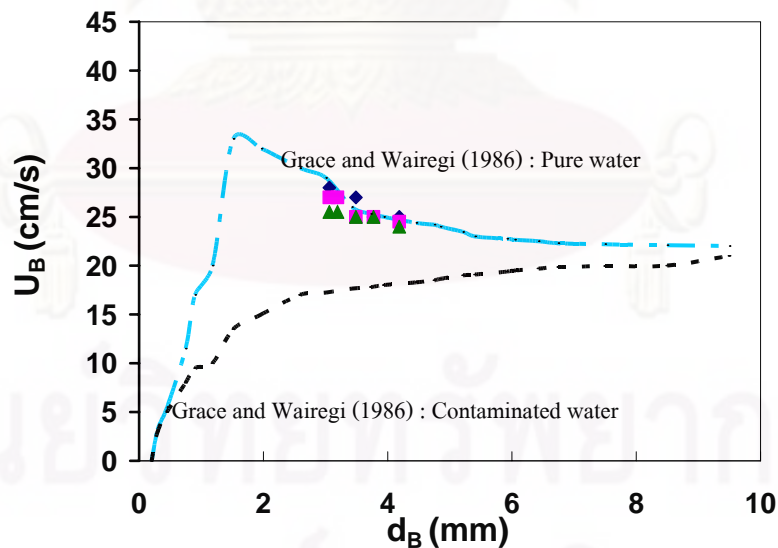 45
40
35
30
25
20
15
10
5
0
U_B (cm/s)
Grace and Wairegi (1986) : Pure water
Grace and Wairegi (1986) : Contaminated water
0 2 4 6 8 10
d_B (mm)